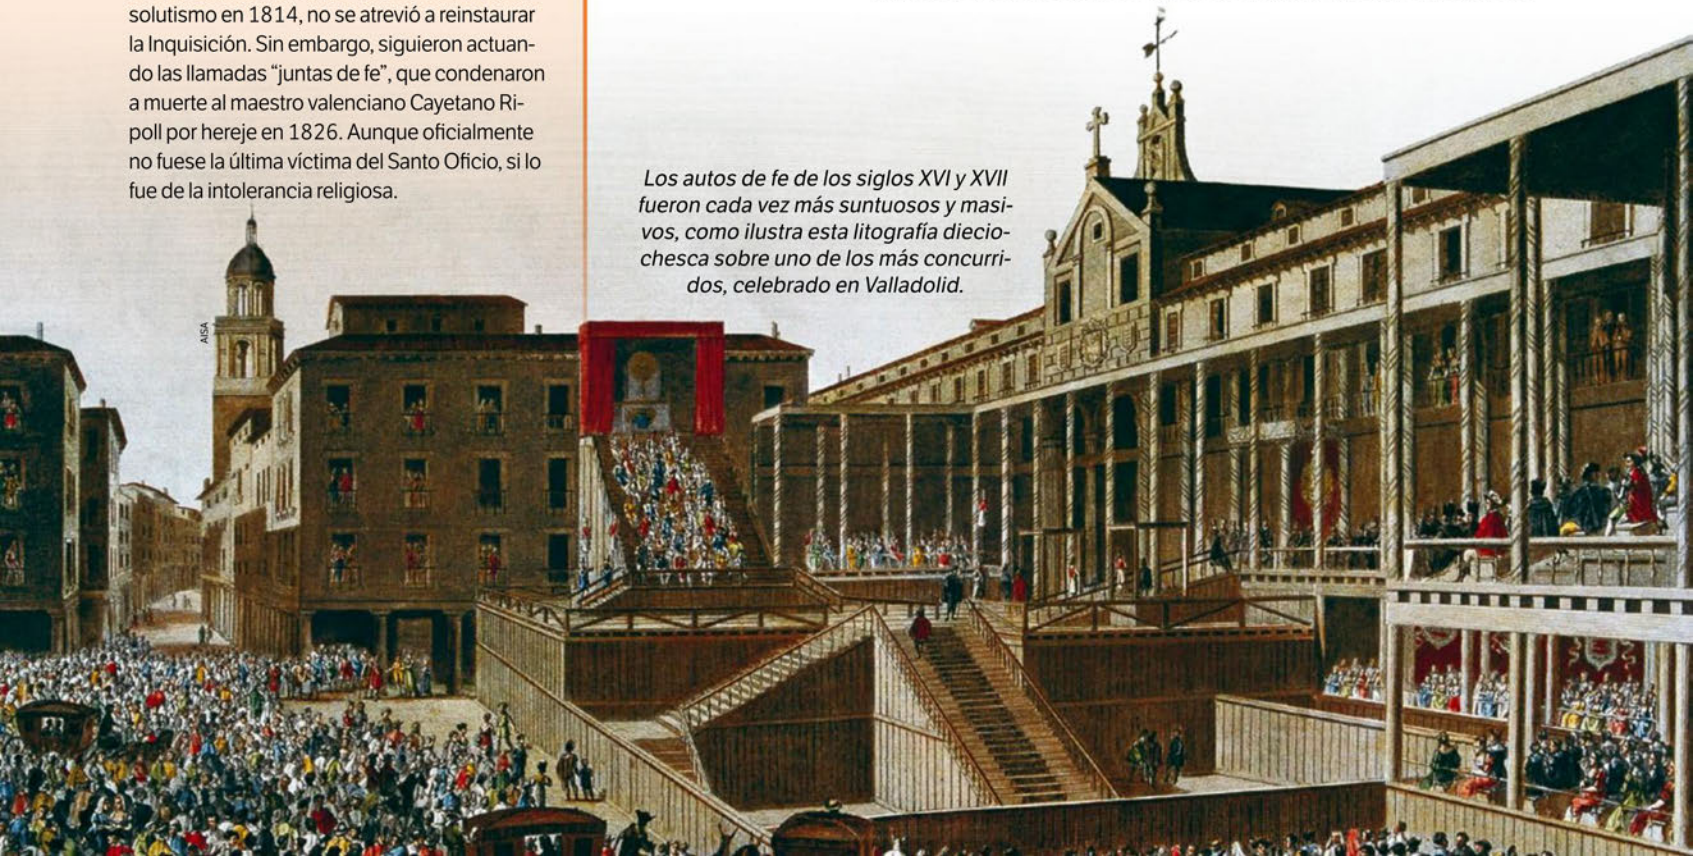 solutismo en 1814, no se atrevió a reinstaurar
la Inquisición. Sin embargo, siguieron actuan-
do las llamadas “juntas de fe”, que condenaron
a muerte al maestro valenciano Cayetano Ri-
poll por hereje en 1826. Aunque oficialmente
no fuese la última víctima del Santo Oficio, si lo
fue de la intolerancia religiosa.
Los autos de fe de los siglos XVI y XVII
fueron cada vez más suntuosos y masi-
vos, como ilustra esta litografía diecio-
chesca sobre uno de los más concurri-
dos, celebrado en Valladolid.
AISA